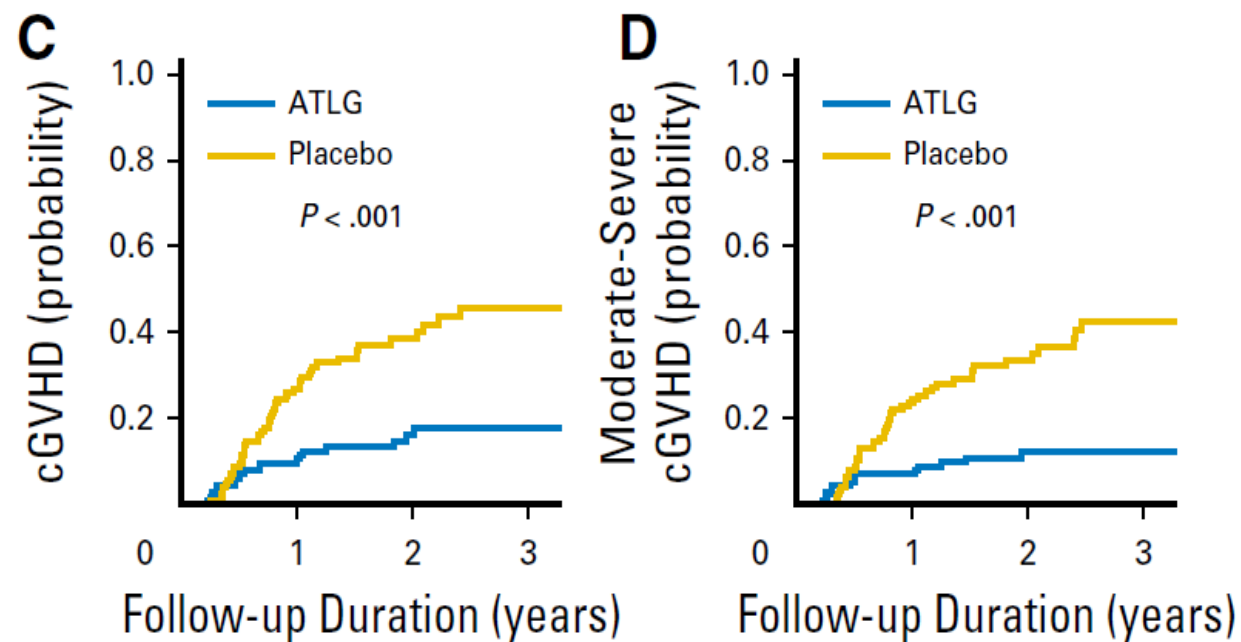 C
cGVHD (probability)
1.0
0.8
0.6
0.4
0.2
ATLG
Placebo
P < .001
0
1
2
3
Follow-up Duration (years)
D
Moderate-Severe
cGVHD (probability)
1.0
0.8
0.6
0.4
0.2
ATLG
Placebo
P < .001
0
1
2
3
Follow-up Duration (years)